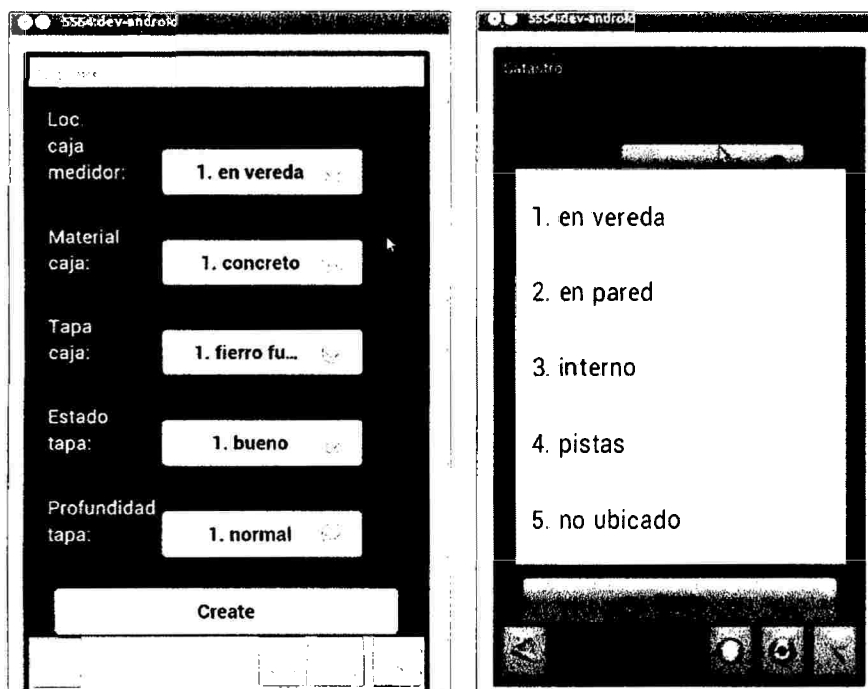 5554:dev-android
Loc.
caja
medidor:
1. en vereda
Material
caja:
1. concreto
Tapa
caja:
1. fierro fu...
Estado
tapa:
1. bueno
Profundidad
tapa:
1. normal
Create
5554:dev-android
Catastro
1. en vereda
2. en pared
3. interno
4. pistas
5. no ubicado